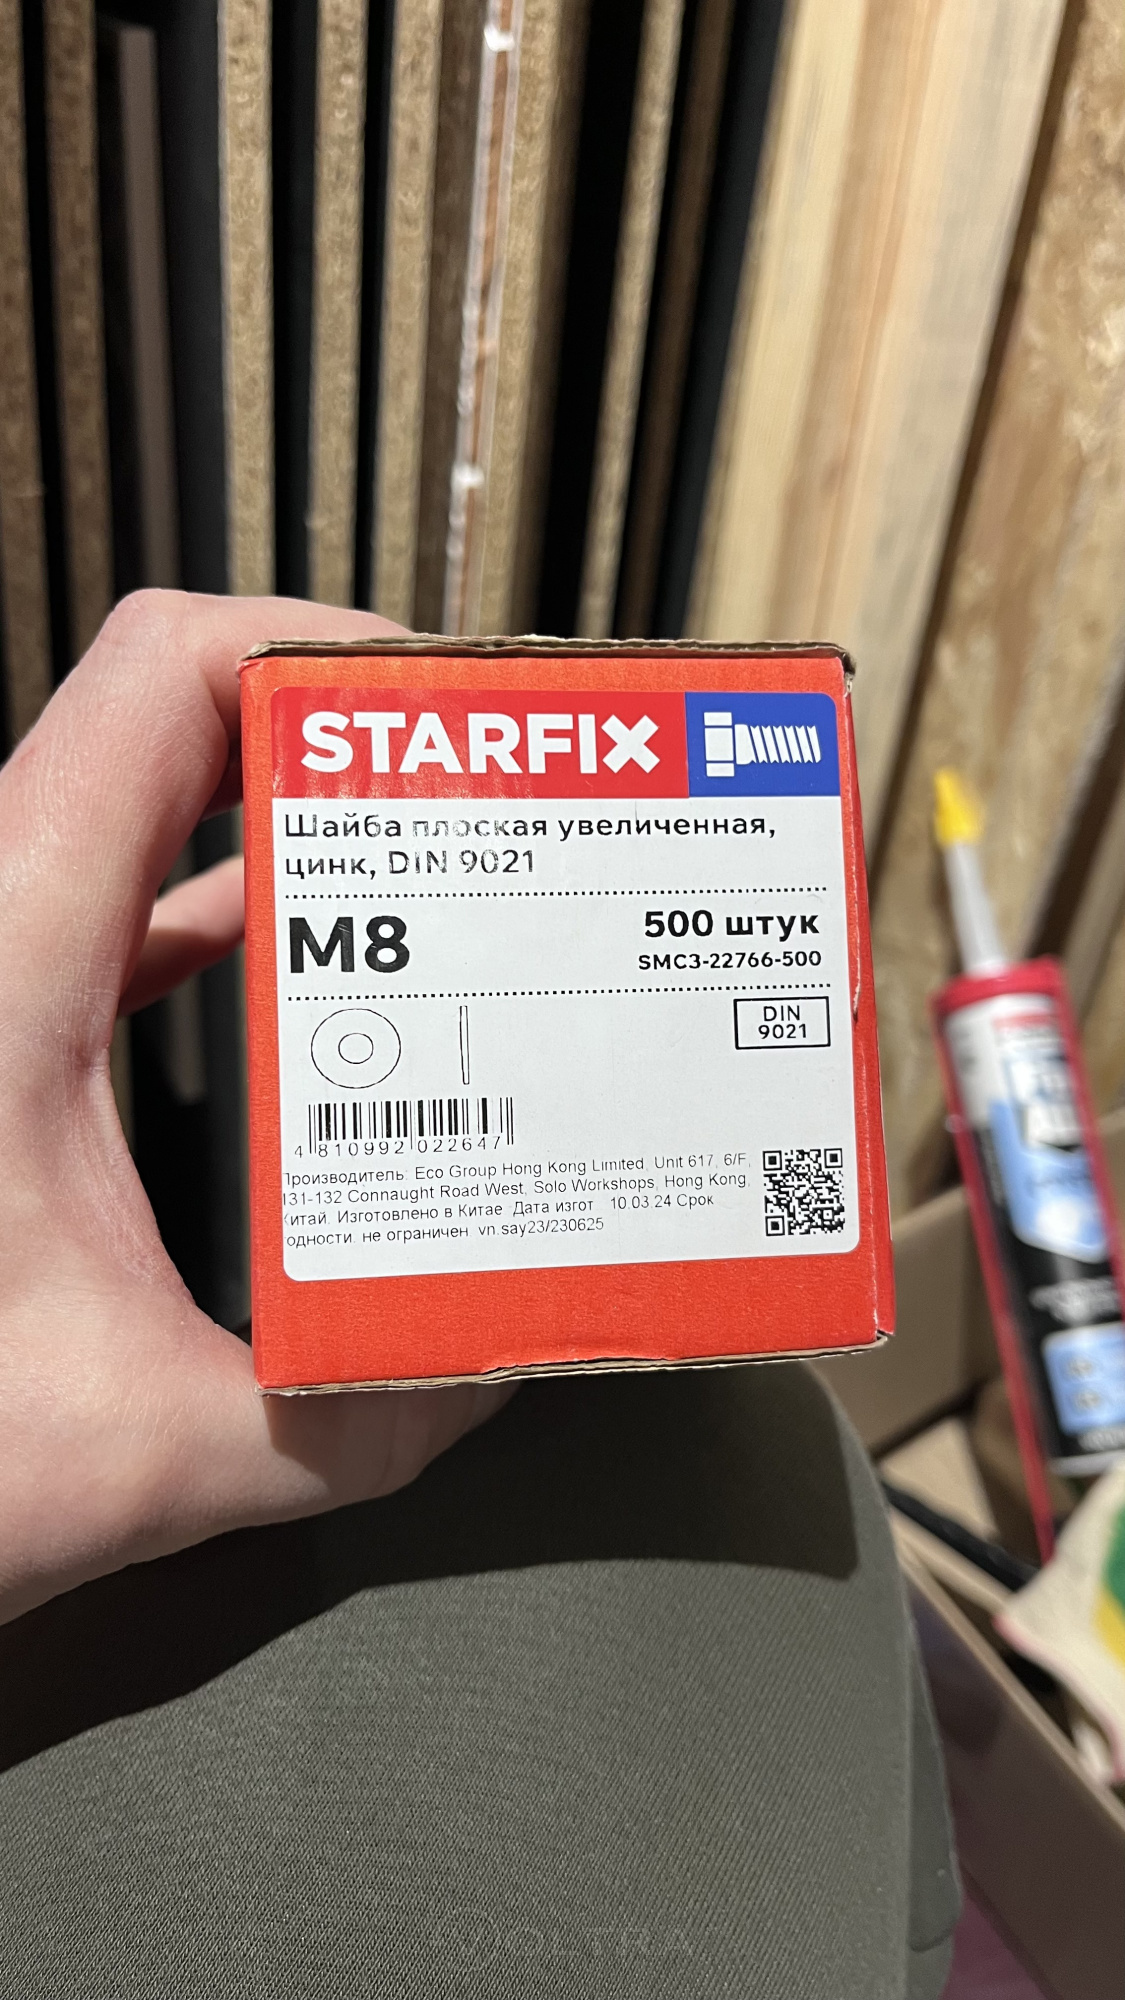 STARFIX
Шайба плоская увеличенная,
цинк, DIN 9021
M8
500 штук
SMC3-22766-500
DIN
9021
4 810992 022647
Производитель: Eco Group Hong Kong Limited, Unit 617, 6/F,
131-132 Connaught Road West, Solo Workshops, Hong Kong,
Китай. Изготовлено в Китае. Дата изгот. 10.03.24 Срок
одности: не ограничен. vn.say23/230625